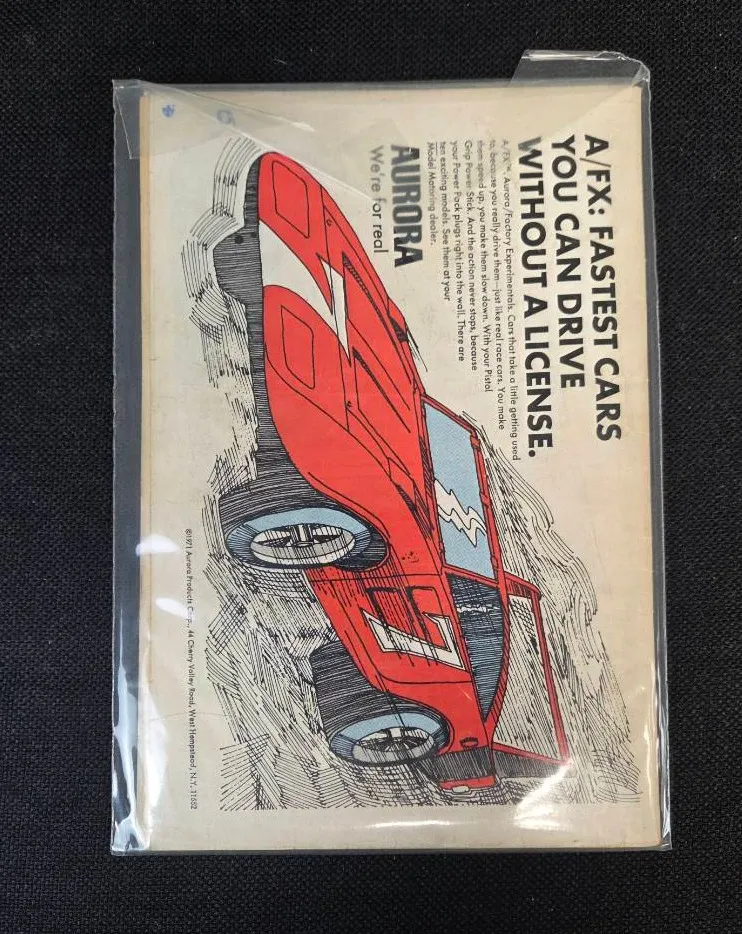 A/FX: FASTEST CARS
YOU CAN DRIVE
WITHOUT A LICENSE.
A/FX™, Aurora/Factory Experimentals. Cars that take a little getting used
to, because you really drive them—just like real race cars. You make
them speed up, you make them slow down. With your Pistol
Grip Power Stick. And the action never stops, because
your Power Pack plugs right into the wall. There are
ten exciting models. See them at your
Model Motoring dealer.
AURORA
We're for real
7
©1971 Aurora Products Corp., 44 Cherry Valley Road, West Hempstead, N.Y. 11552